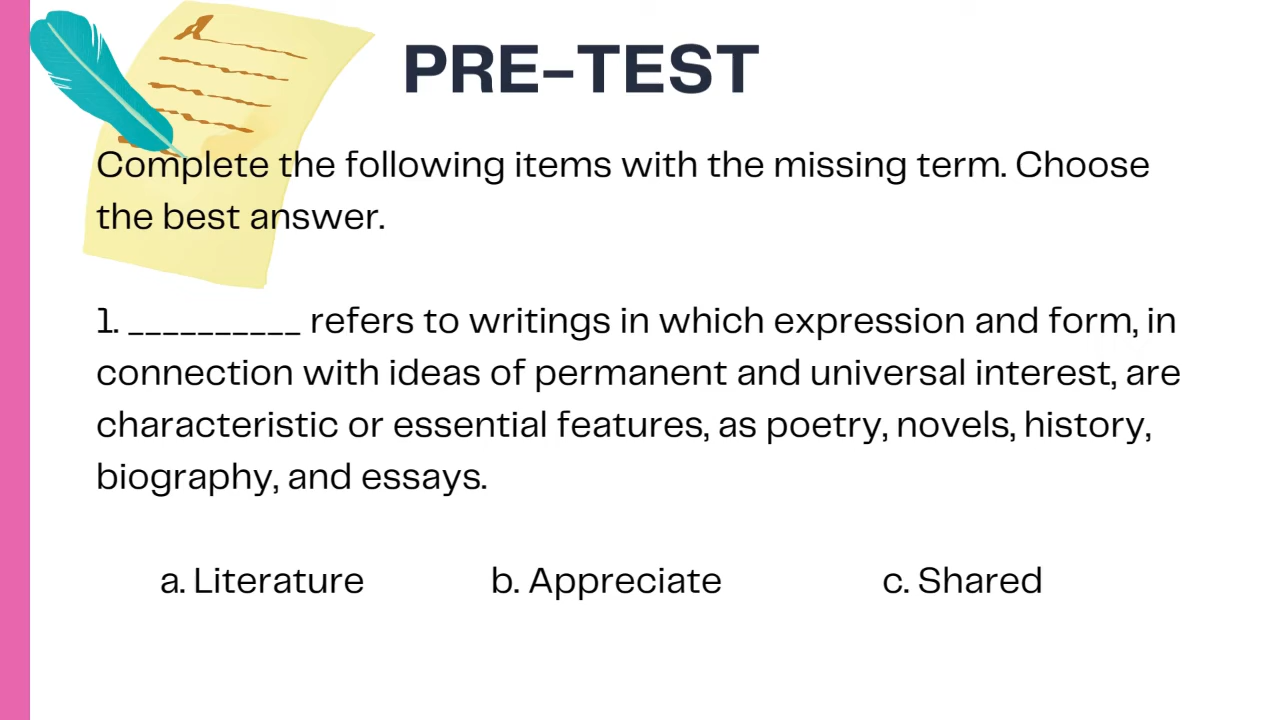 PRE-TEST
Complete the following items with the missing term. Choose
the best answer.
1. __________ refers to writings in which expression and form, in
connection with ideas of permanent and universal interest, are
characteristic or essential features, as poetry, novels, history,
biography, and essays.
a. Literature b. Appreciate c. Shared